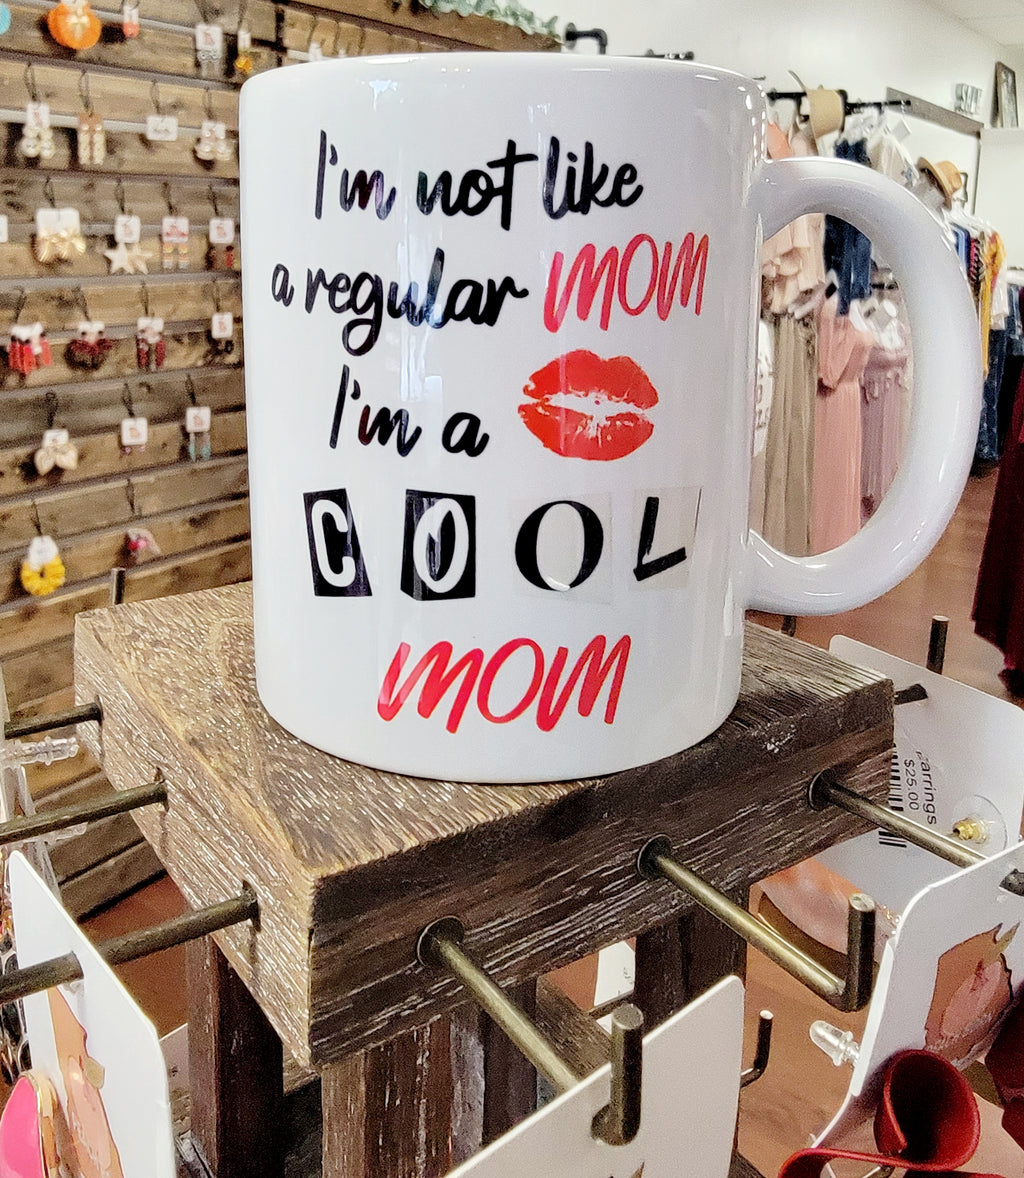 I'm not like
a regular MOM
I'm a
COOL
MOM
Earrings
$25.00